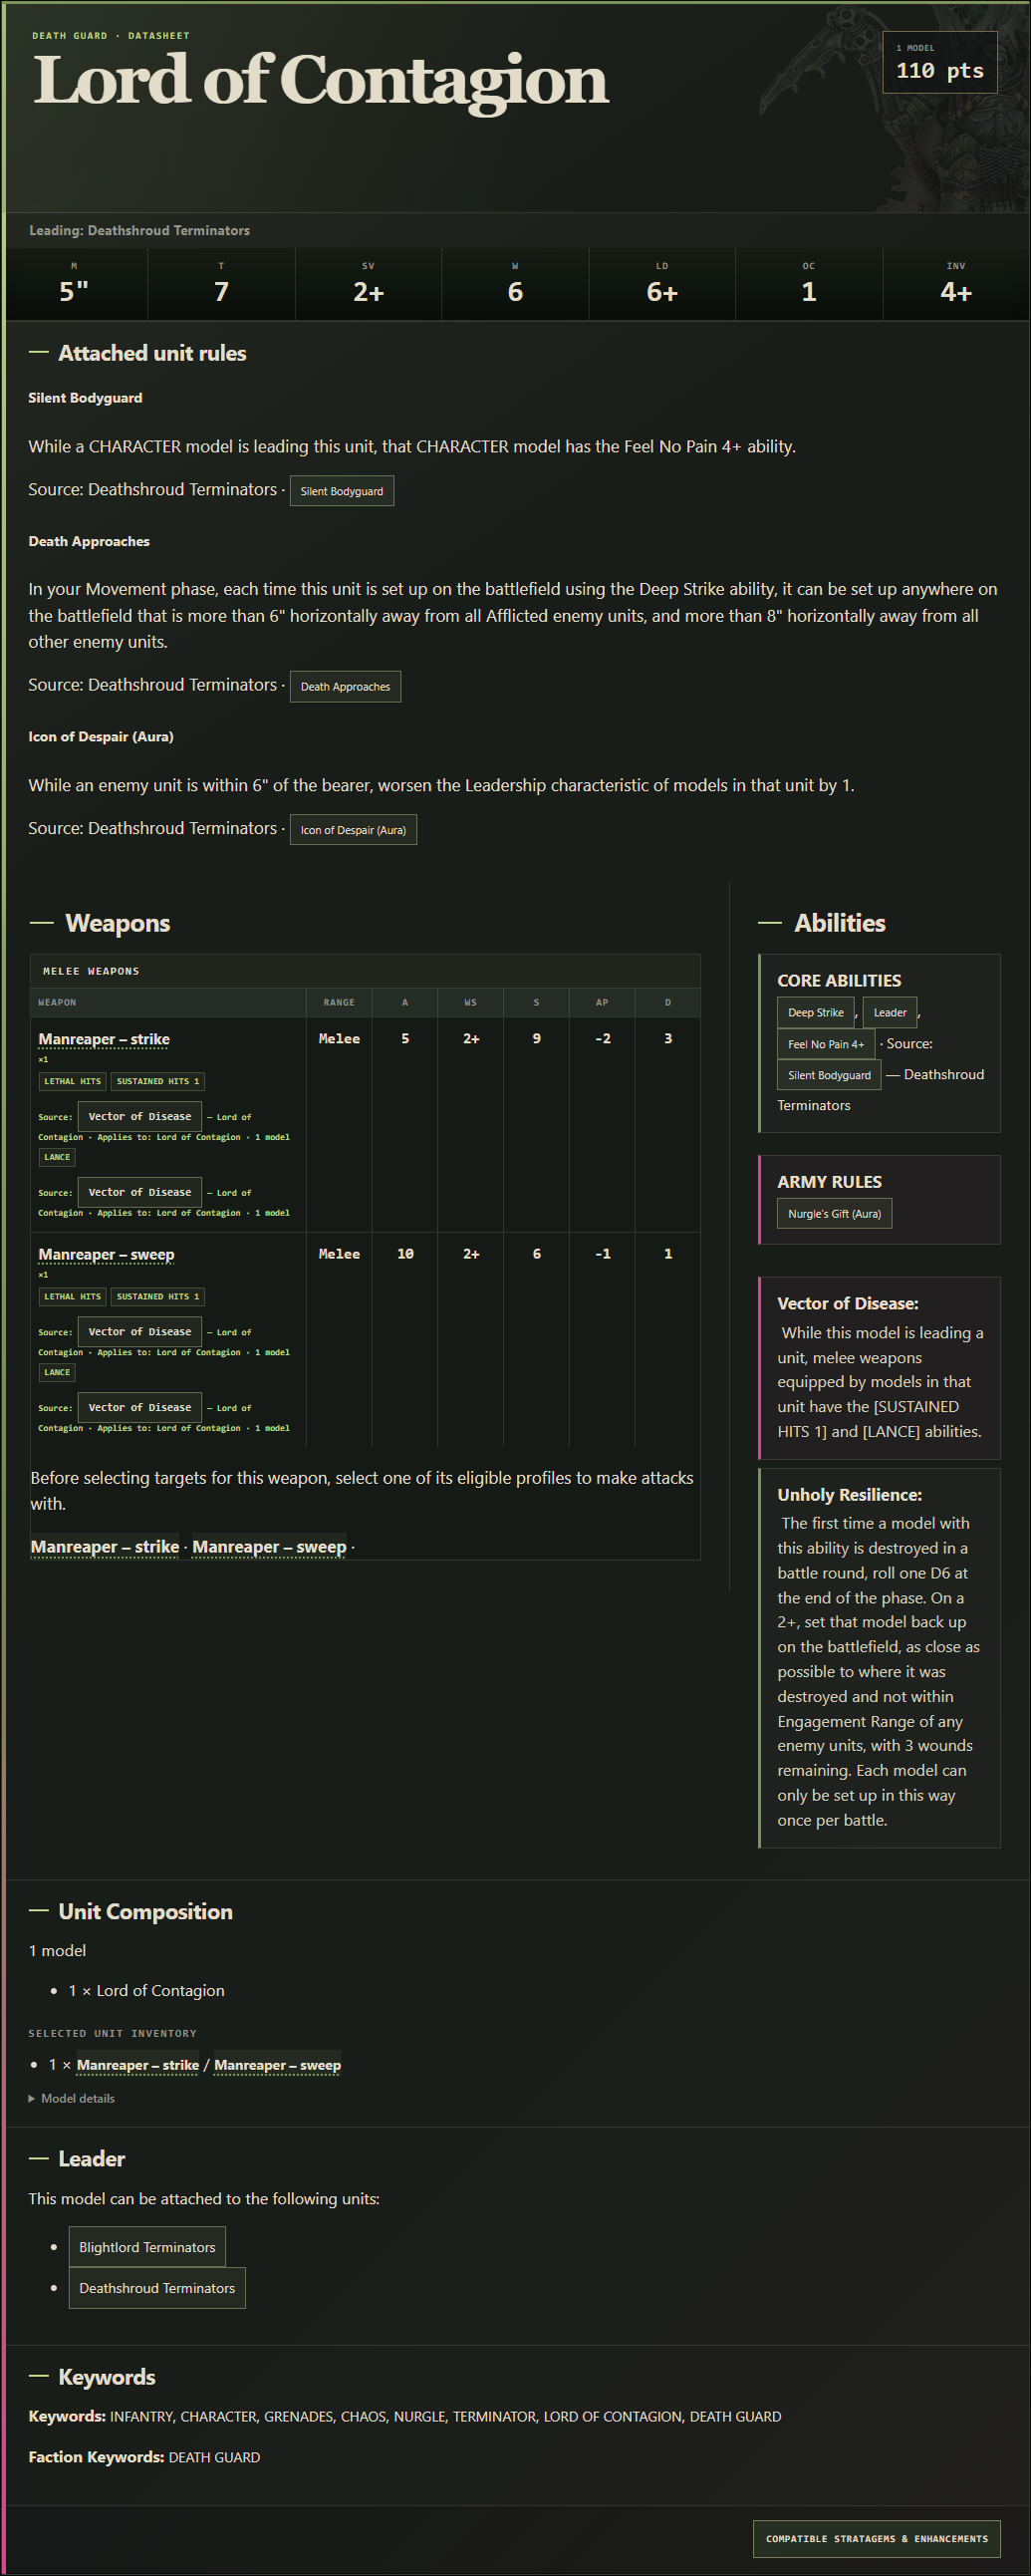 DEATH GUARD · DATASHEET
Lord of Contagion
1 MODEL
110 pts
Leading: Deathshroud Terminators
M
5"
T
7
SV
2+
W
6
LD
6+
OC
1
INV
4+
Attached unit rules
Silent Bodyguard
While a CHARACTER model is leading this unit, that CHARACTER model has the Feel No Pain 4+ ability.
Source: Deathshroud Terminators · Silent Bodyguard
Death Approaches
In your Movement phase, each time this unit is set up on the battlefield using the Deep Strike ability, it can be set up anywhere on
the battlefield that is more than 6" horizontally away from all Afflicted enemy units, and more than 8" horizontally away from all
other enemy units.
Source: Deathshroud Terminators · Death Approaches
Icon of Despair (Aura)
While an enemy unit is within 6" of the bearer, worsen the Leadership characteristic of models in that unit by 1.
Source: Deathshroud Terminators · Icon of Despair (Aura)
Weapons
MELEE WEAPONS
WEAPON RANGE A WS S AP D
Manreaper – strike Melee 5 2+ 9 -2 3
×1
LETHAL HITS SUSTAINED HITS 1
Source: Vector of Disease — Lord of
Contagion · Applies to: Lord of Contagion · 1 model
LANCE
Source: Vector of Disease — Lord of
Contagion · Applies to: Lord of Contagion · 1 model
Manreaper – sweep Melee 10 2+ 6 -1 1
×1
LETHAL HITS SUSTAINED HITS 1
Source: Vector of Disease — Lord of
Contagion · Applies to: Lord of Contagion · 1 model
LANCE
Source: Vector of Disease — Lord of
Contagion · Applies to: Lord of Contagion · 1 model
Before selecting targets for this weapon, select one of its eligible profiles to make attacks
with.
Manreaper – strike · Manreaper – sweep ·
Abilities
CORE ABILITIES
Deep Strike, Leader,
Feel No Pain 4+ · Source:
Silent Bodyguard — Deathshroud
Terminators
ARMY RULES
Nurgle's Gift (Aura)
Vector of Disease:
While this model is leading a
unit, melee weapons
equipped by models in that
unit have the [SUSTAINED
HITS 1] and [LANCE] abilities.
Unholy Resilience:
The first time a model with
this ability is destroyed in a
battle round, roll one D6 at
the end of the phase. On a
2+, set that model back up
on the battlefield, as close as
possible to where it was
destroyed and not within
Engagement Range of any
enemy units, with 3 wounds
remaining. Each model can
only be set up in this way
once per battle.
Unit Composition
1 model
• 1 × Lord of Contagion
SELECTED UNIT INVENTORY
• 1 × Manreaper – strike / Manreaper – sweep
▶ Model details
Leader
This model can be attached to the following units:
• Blightlord Terminators
• Deathshroud Terminators
Keywords
Keywords: INFANTRY, CHARACTER, GRENADES, CHAOS, NURGLE, TERMINATOR, LORD OF CONTAGION, DEATH GUARD
Faction Keywords: DEATH GUARD
COMPATIBLE STRATAGEMS & ENHANCEMENTS